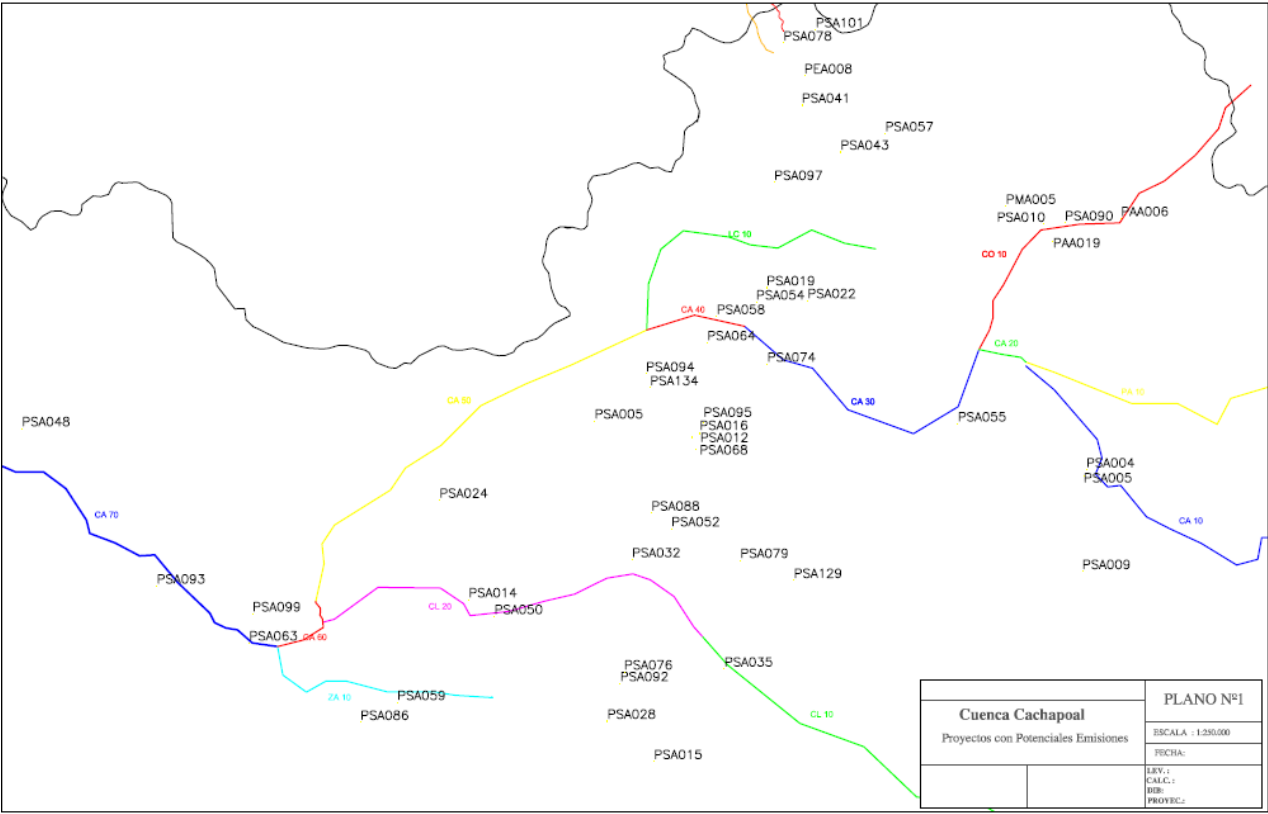 PSA101
PSA078
PEA008
PSA041
PSA057
PSA043
PSA097
PMA005
PSA010
PSA090
PAA006
PAA019
LC 10
CO 10
PSA019
PSA054
PSA022
PSA058
CA 40
PSA064
PSA074
CA 20
PSA094
PSA134
PA 10
CA 50
CA 30
PSA048
PSA005
PSA095
PSA016
PSA012
PSA068
PSA055
PSA004
PSA005
PSA024
PSA088
PSA052
CA 70
CA 10
PSA032
PSA079
PSA129
PSA009
PSA093
PSA099
PSA014
CL 20
PSA050
PSA063
CA 60
PSA035
PSA076
PSA092
ZA 10
PSA059
PSA086
PSA028
CL 10
PSA015
Cuenca Cachapoal
Proyectos con Potenciales Emisiones
PLANO Nº1
ESCALA : 1:250.000
FECHA:
LEV. :
CALC. :
DIB:
PROYEC.: